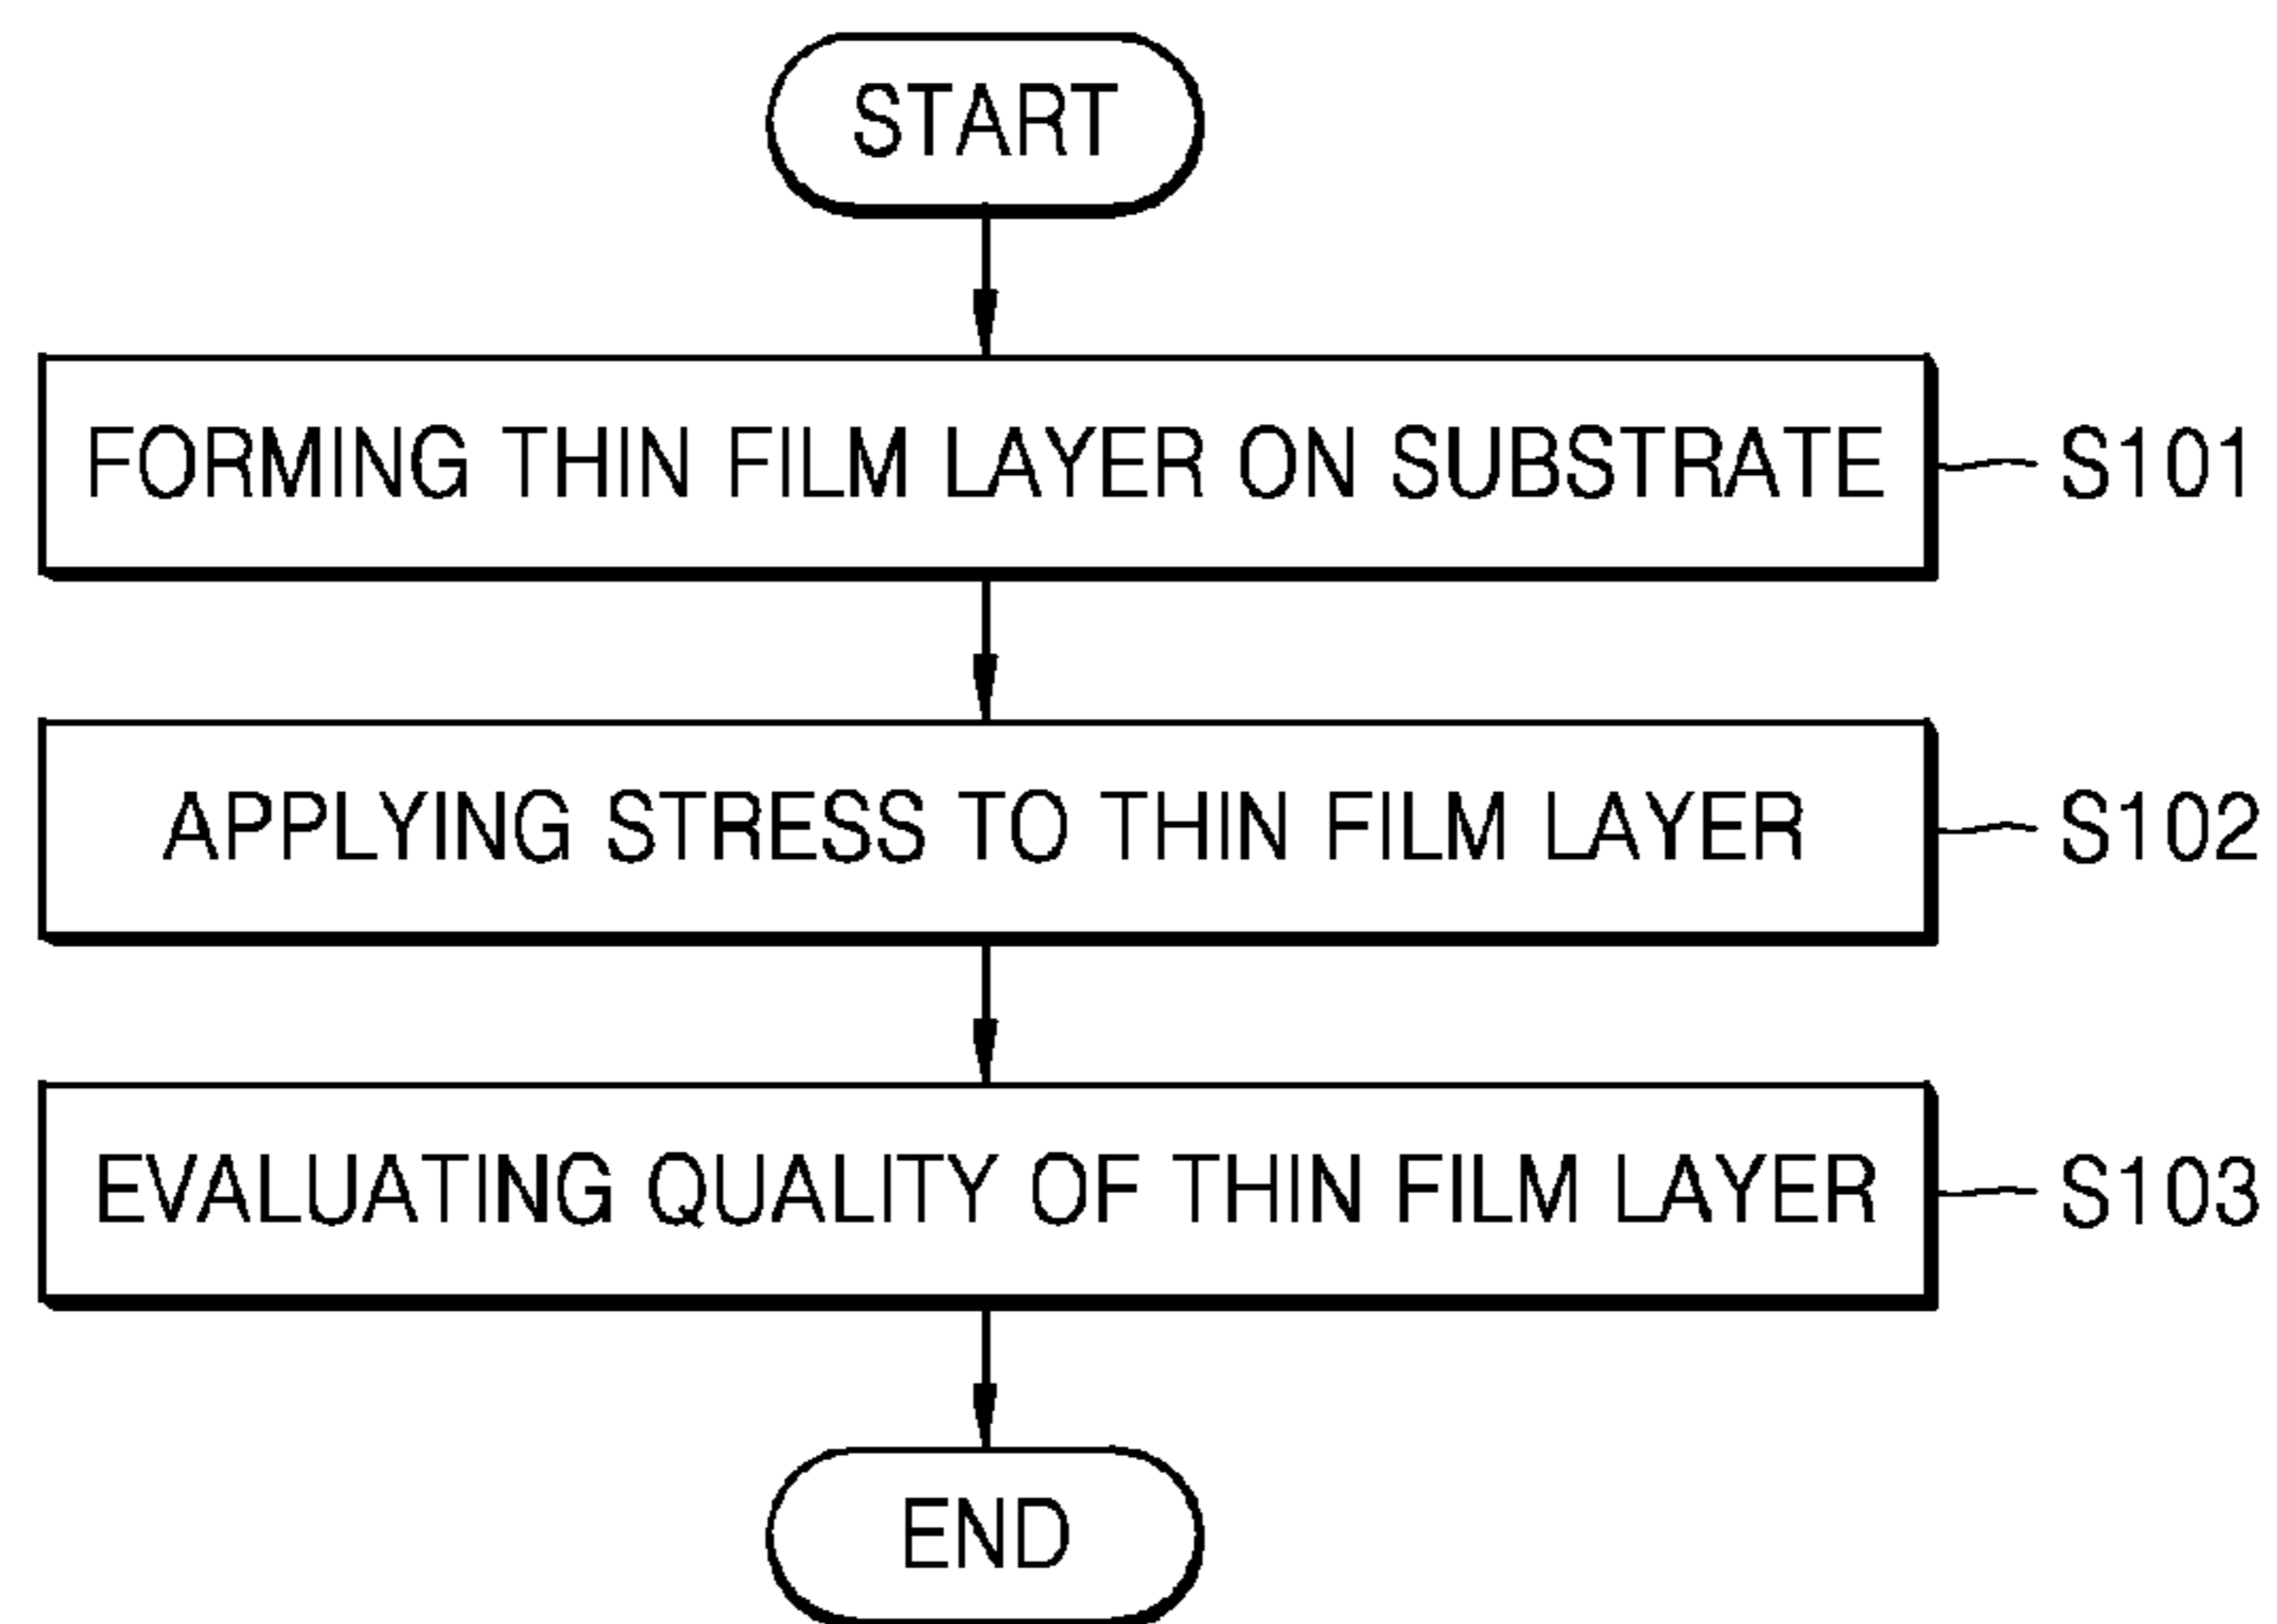 START
FORMING THIN FILM LAYER ON SUBSTRATE S101
APPLYING STRESS TO THIN FILM LAYER S102
EVALUATING QUALITY OF THIN FILM LAYER S103
END